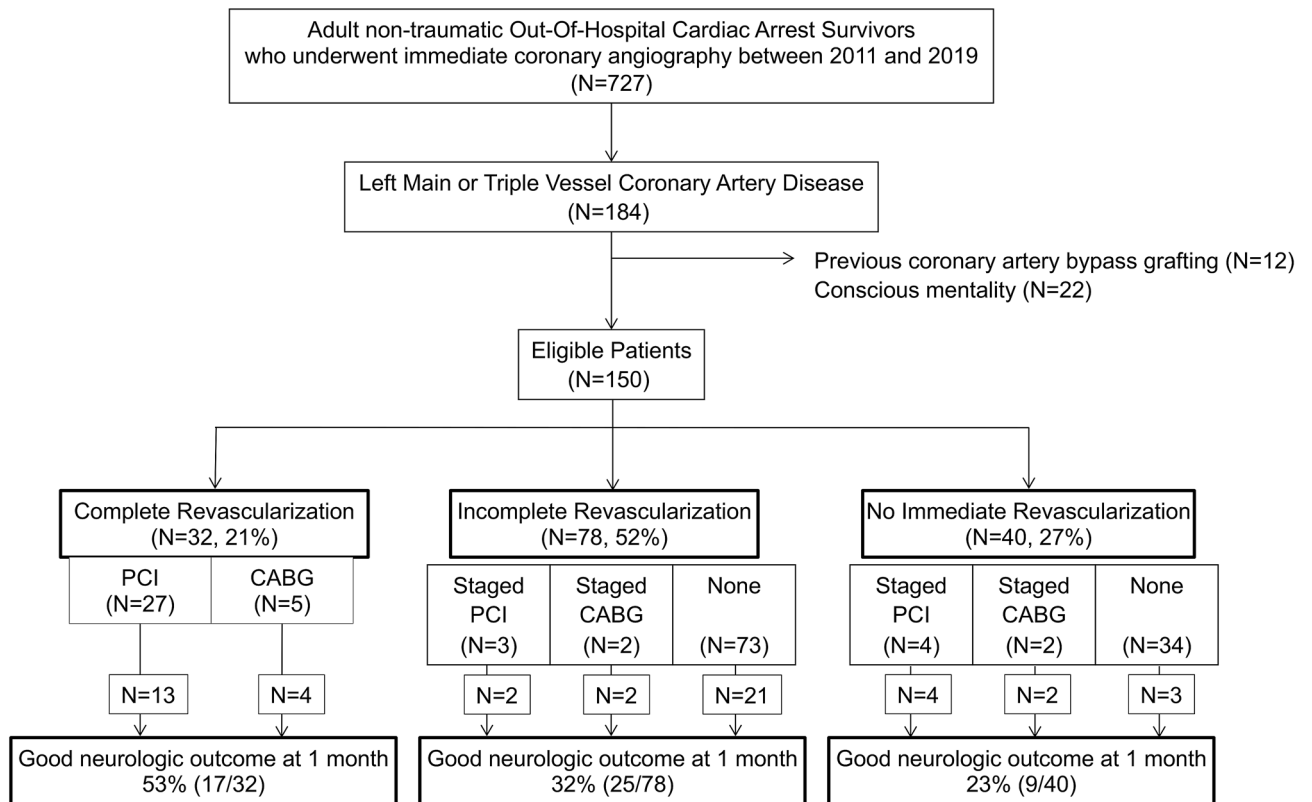 Adult non-traumatic Out-Of-Hospital Cardiac Arrest Survivors
who underwent immediate coronary angiography between 2011 and 2019
(N=727)
Left Main or Triple Vessel Coronary Artery Disease
(N=184)
Previous coronary artery bypass grafting (N=12)
Conscious mentality (N=22)
Eligible Patients
(N=150)
Complete Revascularization
(N=32, 21%)
PCI
(N=27)
CABG
(N=5)
N=13
N=4
Good neurologic outcome at 1 month
53% (17/32)
Incomplete Revascularization
(N=78, 52%)
Staged
PCI
(N=3)
Staged
CABG
(N=2)
None
(N=73)
N=2
N=2
N=21
Good neurologic outcome at 1 month
32% (25/78)
No Immediate Revascularization
(N=40, 27%)
Staged
PCI
(N=4)
Staged
CABG
(N=2)
None
(N=34)
N=4
N=2
N=3
Good neurologic outcome at 1 month
23% (9/40)